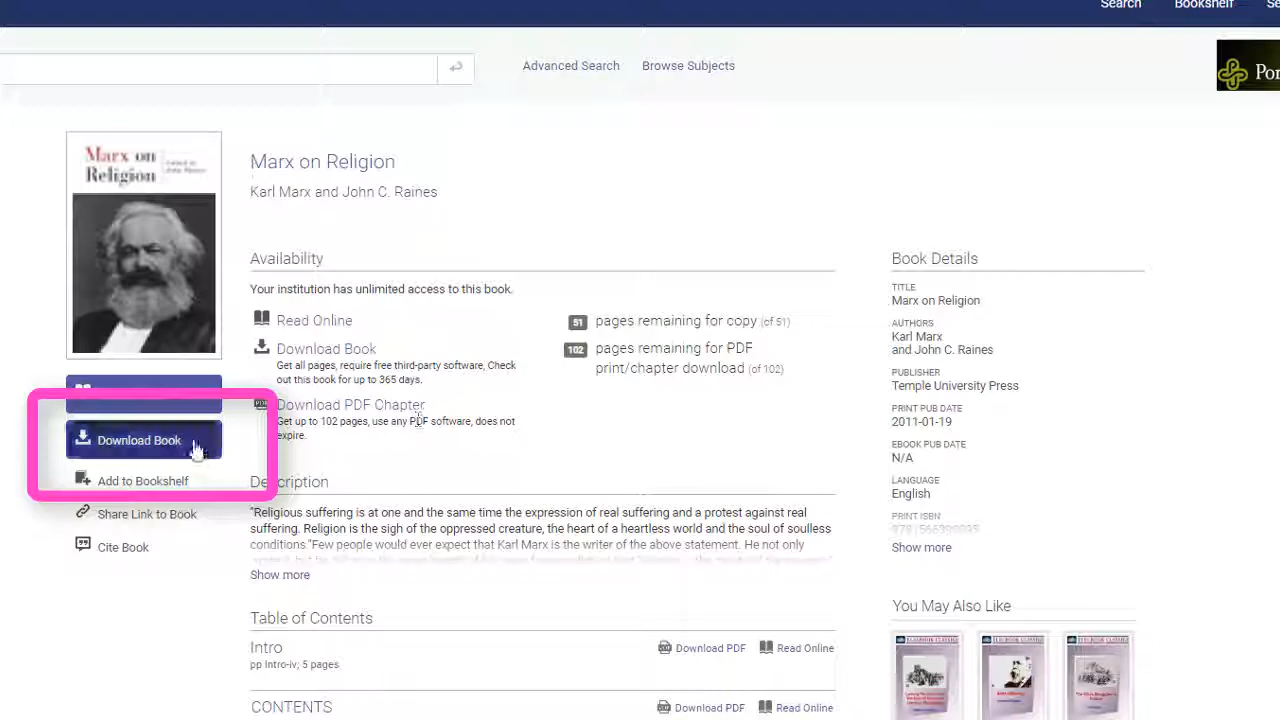 Search Bookshelf
Advanced Search Browse Subjects
Marx on
Religion
Marx on Religion
Karl Marx and John C. Raines
Availability
Your institution has unlimited access to this book.
Read Online
51 pages remaining for copy (of 51)
Download Book
Get all pages, require free third-party software, Check
out this book for up to 365 days.
102 pages remaining for PDF
print/chapter download (of 102)
Download PDF Chapter
Get up to 102 pages, use any PDF software, does not
expire.
Download Book
Add to Bookshelf
Share Link to Book
Cite Book
Description
"Religious suffering is at one and the same time the expression of real suffering and a protest against real
suffering. Religion is the sigh of the oppressed creature, the heart of a heartless world and the soul of soulless
conditions."Few people would ever expect that Karl Marx is the writer of the above statement. He not only
Show more
Table of Contents
Intro
pp Intro-iv; 5 pages
Download PDF Read Online
CONTENTS
Download PDF Read Online
Book Details
TITLE
Marx on Religion
AUTHORS
Karl Marx
and John C. Raines
PUBLISHER
Temple University Press
PRINT PUB DATE
2011-01-19
EBOOK PUB DATE
N/A
LANGUAGE
English
PRINT ISBN
Show more
You May Also Like